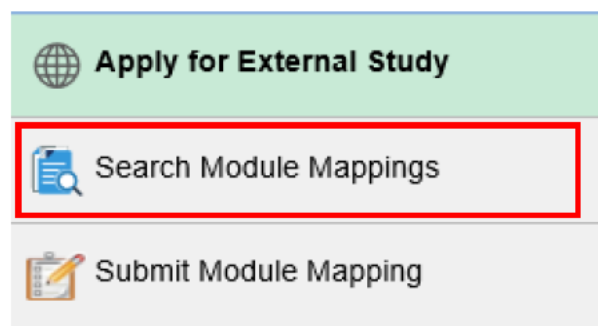 Apply for External Study
Search Module Mappings
Submit Module Mapping